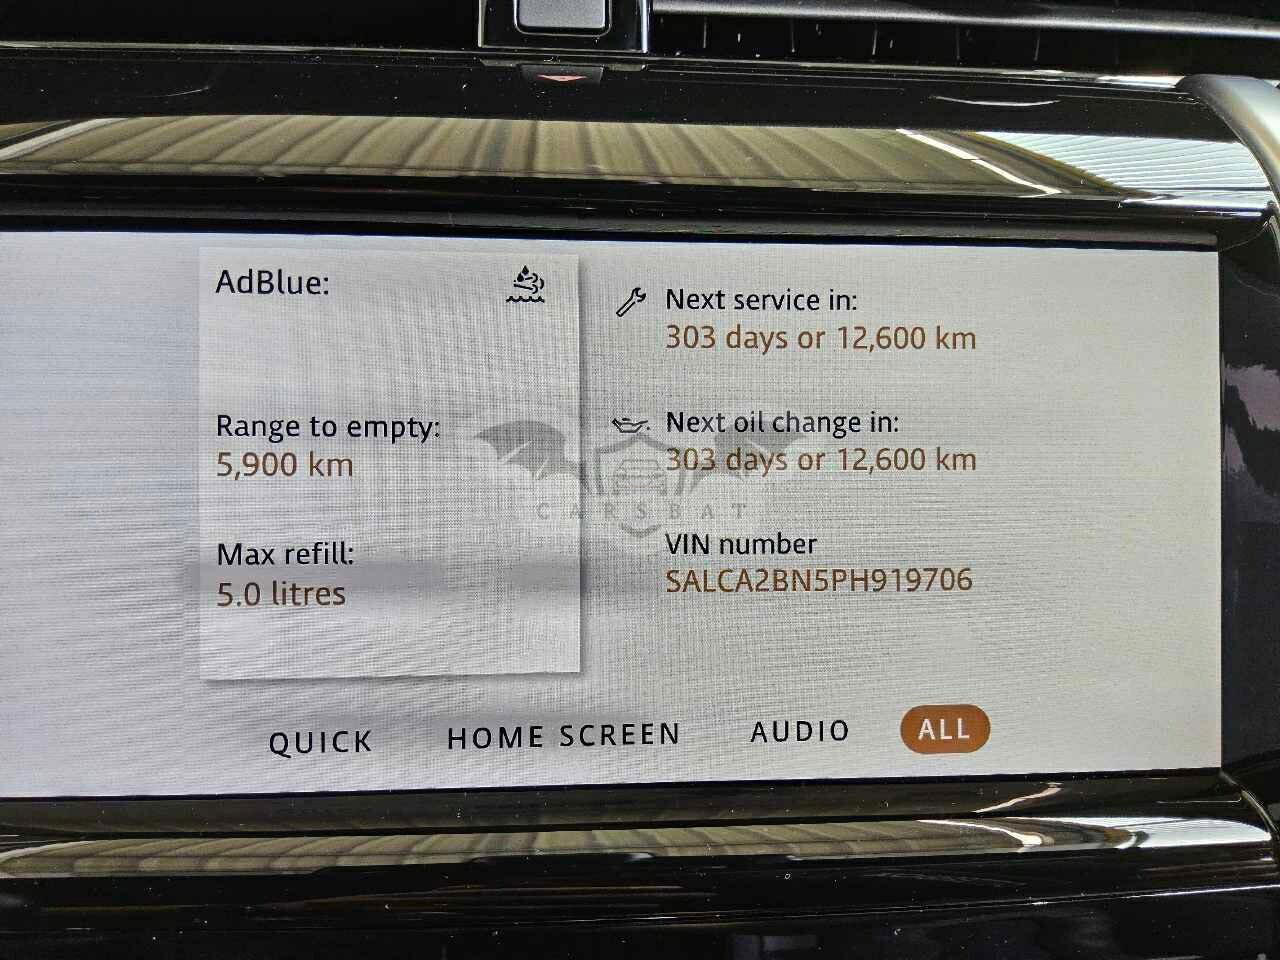 AdBlue:
Range to empty:
5,900 km
Max refill:
5.0 litres
Next service in:
303 days or 12,600 km
Next oil change in:
303 days or 12,600 km
CARSBAT
VIN number
SALCA2BN5PH919706
QUICK HOME SCREEN AUDIO ALL